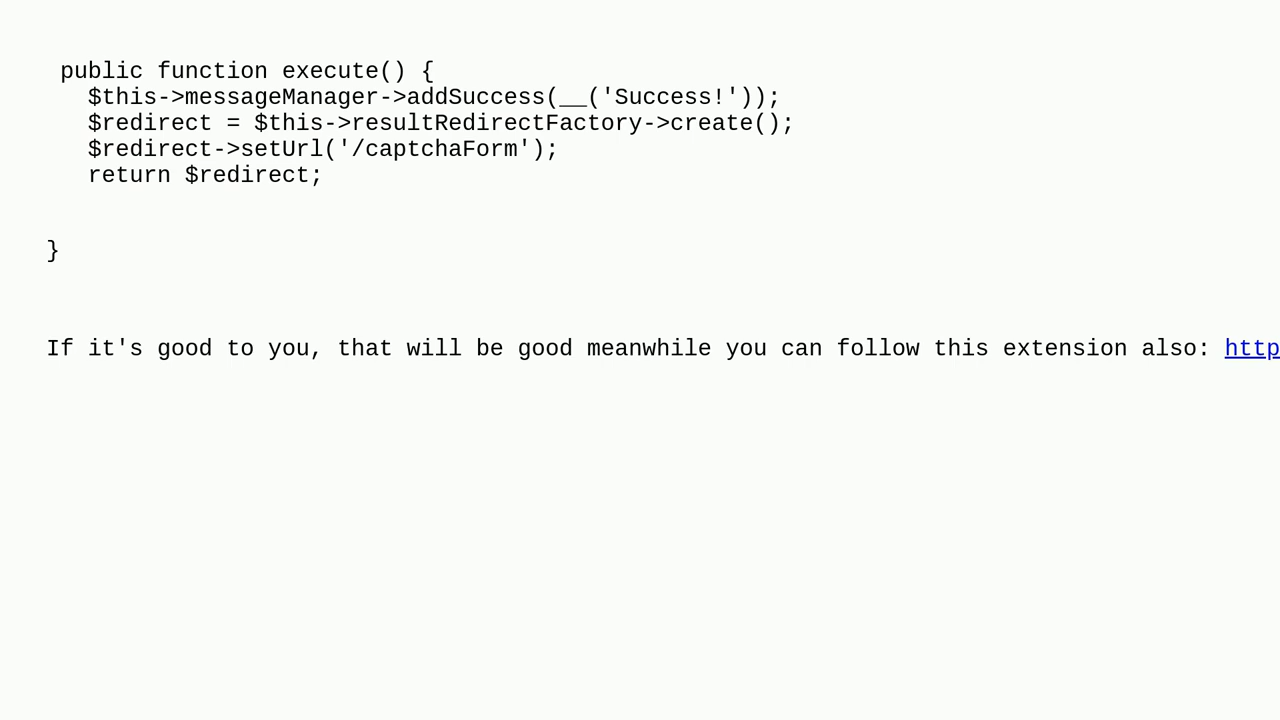 public function execute() {
$this->messageManager->addSuccess(__('Success!'));
$redirect = $this->resultRedirectFactory->create();
$redirect->setUrl('/captchaForm');
return $redirect;
}
If it's good to you, that will be good meanwhile you can follow this extension also: http